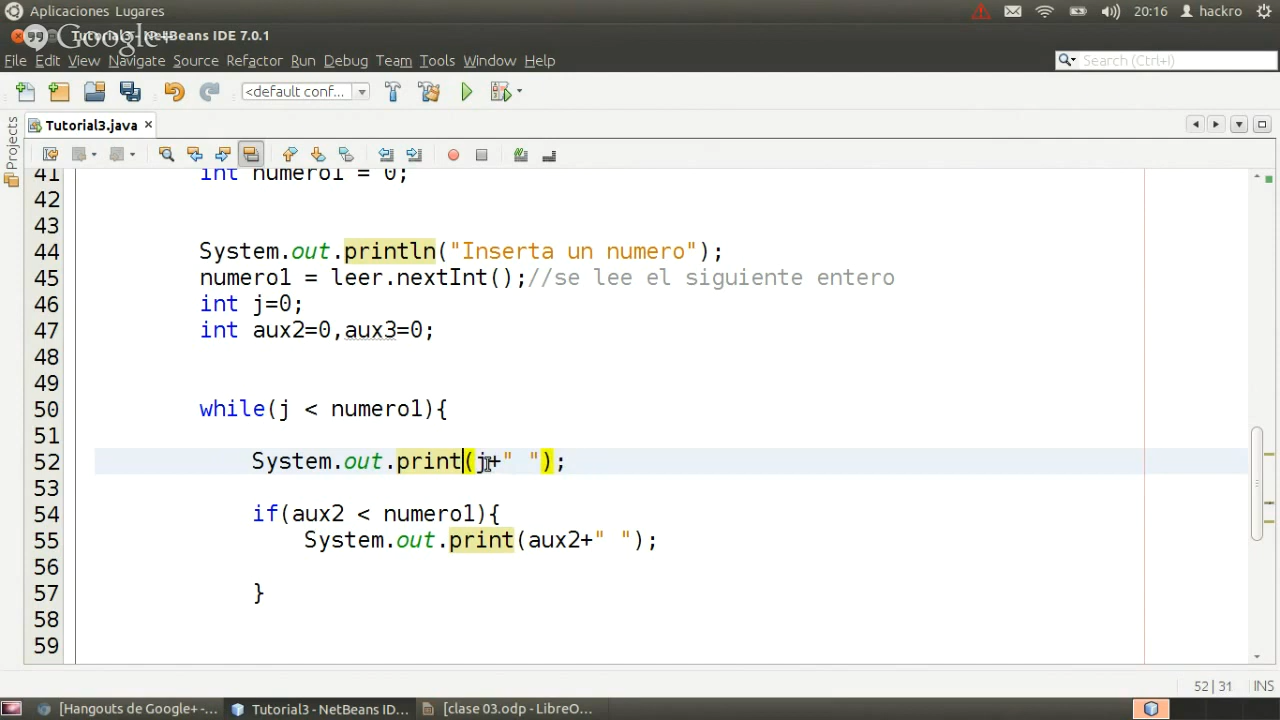 Aplicaciones Lugares
20:16 hackro
Google+
Tutorial3 - NetBeans IDE 7.0.1
File Edit View Navigate Source Refactor Run Debug Team Tools Window Help
Search (Ctrl+I)
<default conf...
Projects
Tutorial3.java
41 int numero1 = 0;
42
43
44 System.out.println("Inserta un numero");
45 numero1 = leer.nextInt();//se lee el siguiente entero
46 int j=0;
47 int aux2=0,aux3=0;
48
49
50 while(j < numero1){
51
52 System.out.print(j+" ");
53
54 if(aux2 < numero1){
55 System.out.print(aux2+" ");
56
57 }
58
59
52|31 INS
[Hangouts de Google+ -... Tutorial3 - NetBeans ID... [clase 03.odp - LibreO...